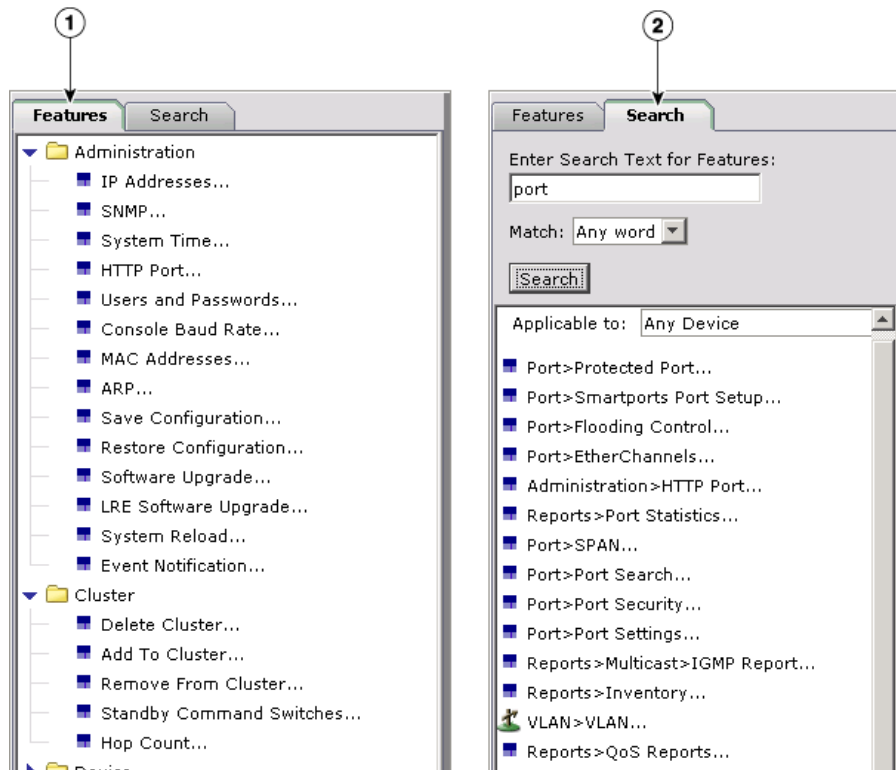 1
Features Search
Administration
IP Addresses...
SNMP...
System Time...
HTTP Port...
Users and Passwords...
Console Baud Rate...
MAC Addresses...
ARP...
Save Configuration...
Restore Configuration...
Software Upgrade...
LRE Software Upgrade...
System Reload...
Event Notification...
Cluster
Delete Cluster...
Add To Cluster...
Remove From Cluster...
Standby Command Switches...
Hop Count...
Device
2
Features Search
Enter Search Text for Features:
port
Match: Any word
Search
Applicable to: Any Device
Port>Protected Port...
Port>Smartports Port Setup...
Port>Flooding Control...
Port>EtherChannels...
Administration>HTTP Port...
Reports>Port Statistics...
Port>SPAN...
Port>Port Search...
Port>Port Security...
Port>Port Settings...
Reports>Multicast>IGMP Report...
Reports>Inventory...
VLAN>VLAN...
Reports>QoS Reports...